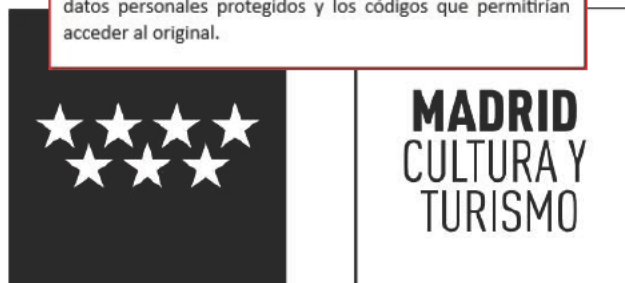 datos personales protegidos y los códigos que permitirían
acceder al original.
MADRID
CULTURA Y
TURISMO